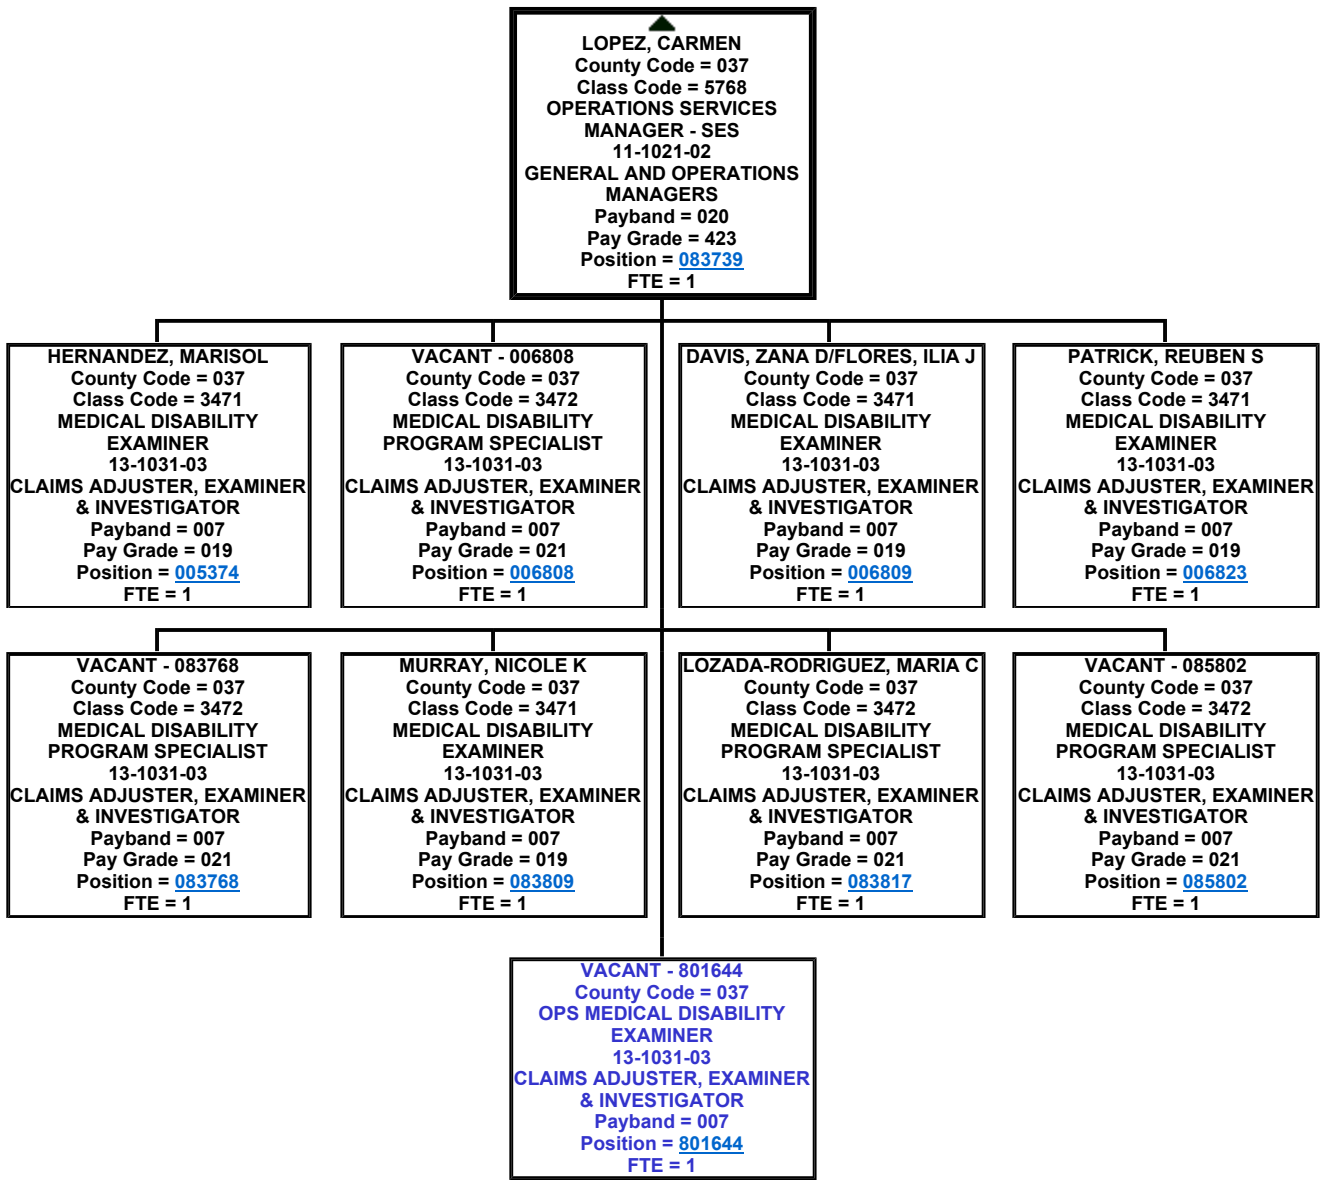 LOPEZ, CARMEN
County Code = 037
Class Code = 5768
OPERATIONS SERVICES
MANAGER - SES
11-1021-02
GENERAL AND OPERATIONS
MANAGERS
Payband = 020
Pay Grade = 423
Position = 083739
FTE = 1
HERNANDEZ, MARISOL
County Code = 037
Class Code = 3471
MEDICAL DISABILITY
EXAMINER
13-1031-03
CLAIMS ADJUSTER, EXAMINER
& INVESTIGATOR
Payband = 007
Pay Grade = 019
Position = 005374
FTE = 1
VACANT - 006808
County Code = 037
Class Code = 3472
MEDICAL DISABILITY
PROGRAM SPECIALIST
13-1031-03
CLAIMS ADJUSTER, EXAMINER
& INVESTIGATOR
Payband = 007
Pay Grade = 021
Position = 006808
FTE = 1
DAVIS, ZANA D/FLORES, ILIA J
County Code = 037
Class Code = 3471
MEDICAL DISABILITY
EXAMINER
13-1031-03
CLAIMS ADJUSTER, EXAMINER
& INVESTIGATOR
Payband = 007
Pay Grade = 019
Position = 006809
FTE = 1
PATRICK, REUBEN S
County Code = 037
Class Code = 3471
MEDICAL DISABILITY
EXAMINER
13-1031-03
CLAIMS ADJUSTER, EXAMINER
& INVESTIGATOR
Payband = 007
Pay Grade = 019
Position = 006823
FTE = 1
VACANT - 083768
County Code = 037
Class Code = 3472
MEDICAL DISABILITY
PROGRAM SPECIALIST
13-1031-03
CLAIMS ADJUSTER, EXAMINER
& INVESTIGATOR
Payband = 007
Pay Grade = 021
Position = 083768
FTE = 1
MURRAY, NICOLE K
County Code = 037
Class Code = 3471
MEDICAL DISABILITY
EXAMINER
13-1031-03
CLAIMS ADJUSTER, EXAMINER
& INVESTIGATOR
Payband = 007
Pay Grade = 019
Position = 083809
FTE = 1
LOZADA-RODRIGUEZ, MARIA C
County Code = 037
Class Code = 3472
MEDICAL DISABILITY
PROGRAM SPECIALIST
13-1031-03
CLAIMS ADJUSTER, EXAMINER
& INVESTIGATOR
Payband = 007
Pay Grade = 021
Position = 083817
FTE = 1
VACANT - 085802
County Code = 037
Class Code = 3472
MEDICAL DISABILITY
PROGRAM SPECIALIST
13-1031-03
CLAIMS ADJUSTER, EXAMINER
& INVESTIGATOR
Payband = 007
Pay Grade = 021
Position = 085802
FTE = 1
VACANT - 801644
County Code = 037
OPS MEDICAL DISABILITY
EXAMINER
13-1031-03
CLAIMS ADJUSTER, EXAMINER
& INVESTIGATOR
Payband = 007
Position = 801644
FTE = 1